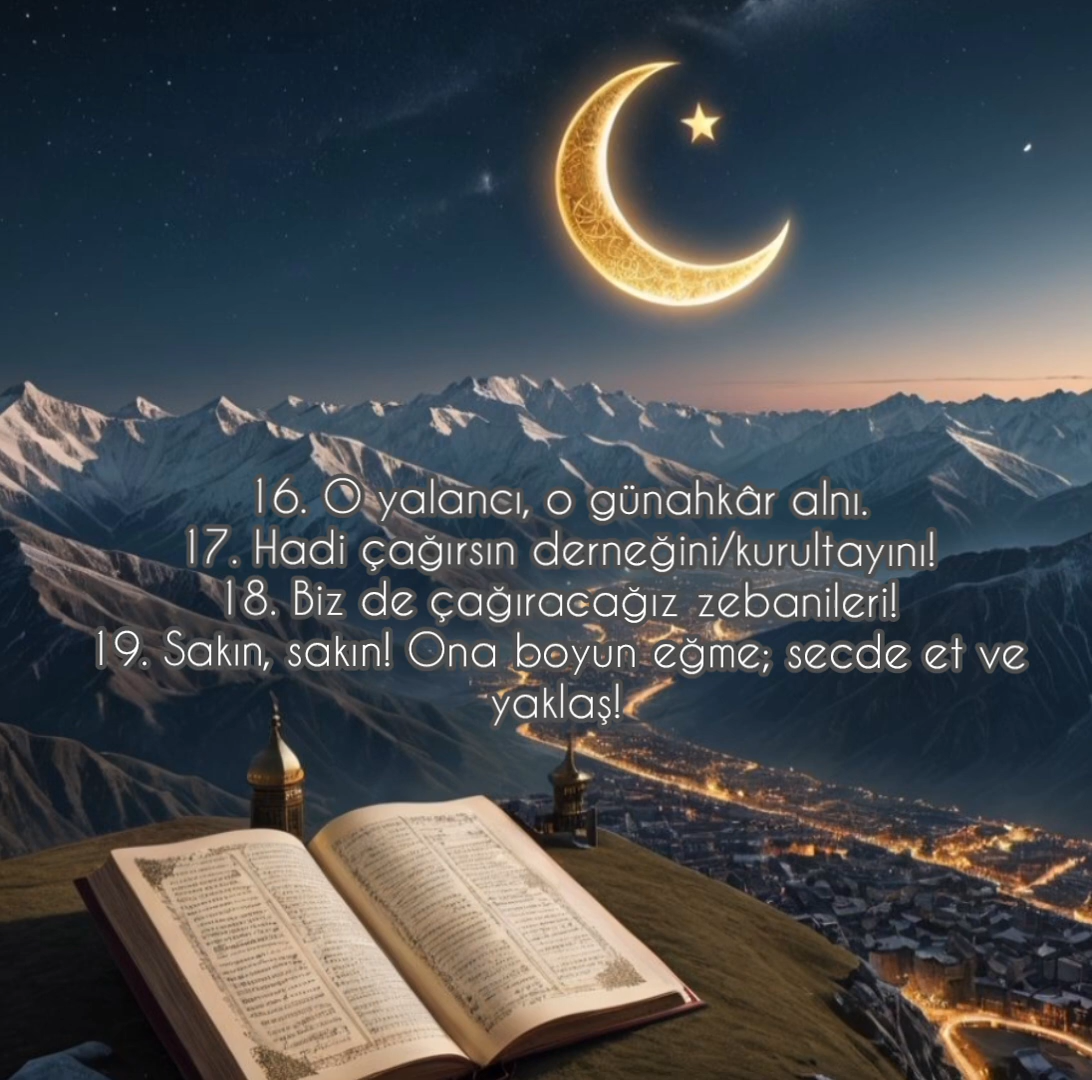 16. O yalancı, o günahkâr alnı.
17. Hadi çağırsın derneğini/kurultayını!
18. Biz de çağıracağız zebanileri!
19. Sakın, sakın! Ona boyun eğme; secde et ve
yaklaş!